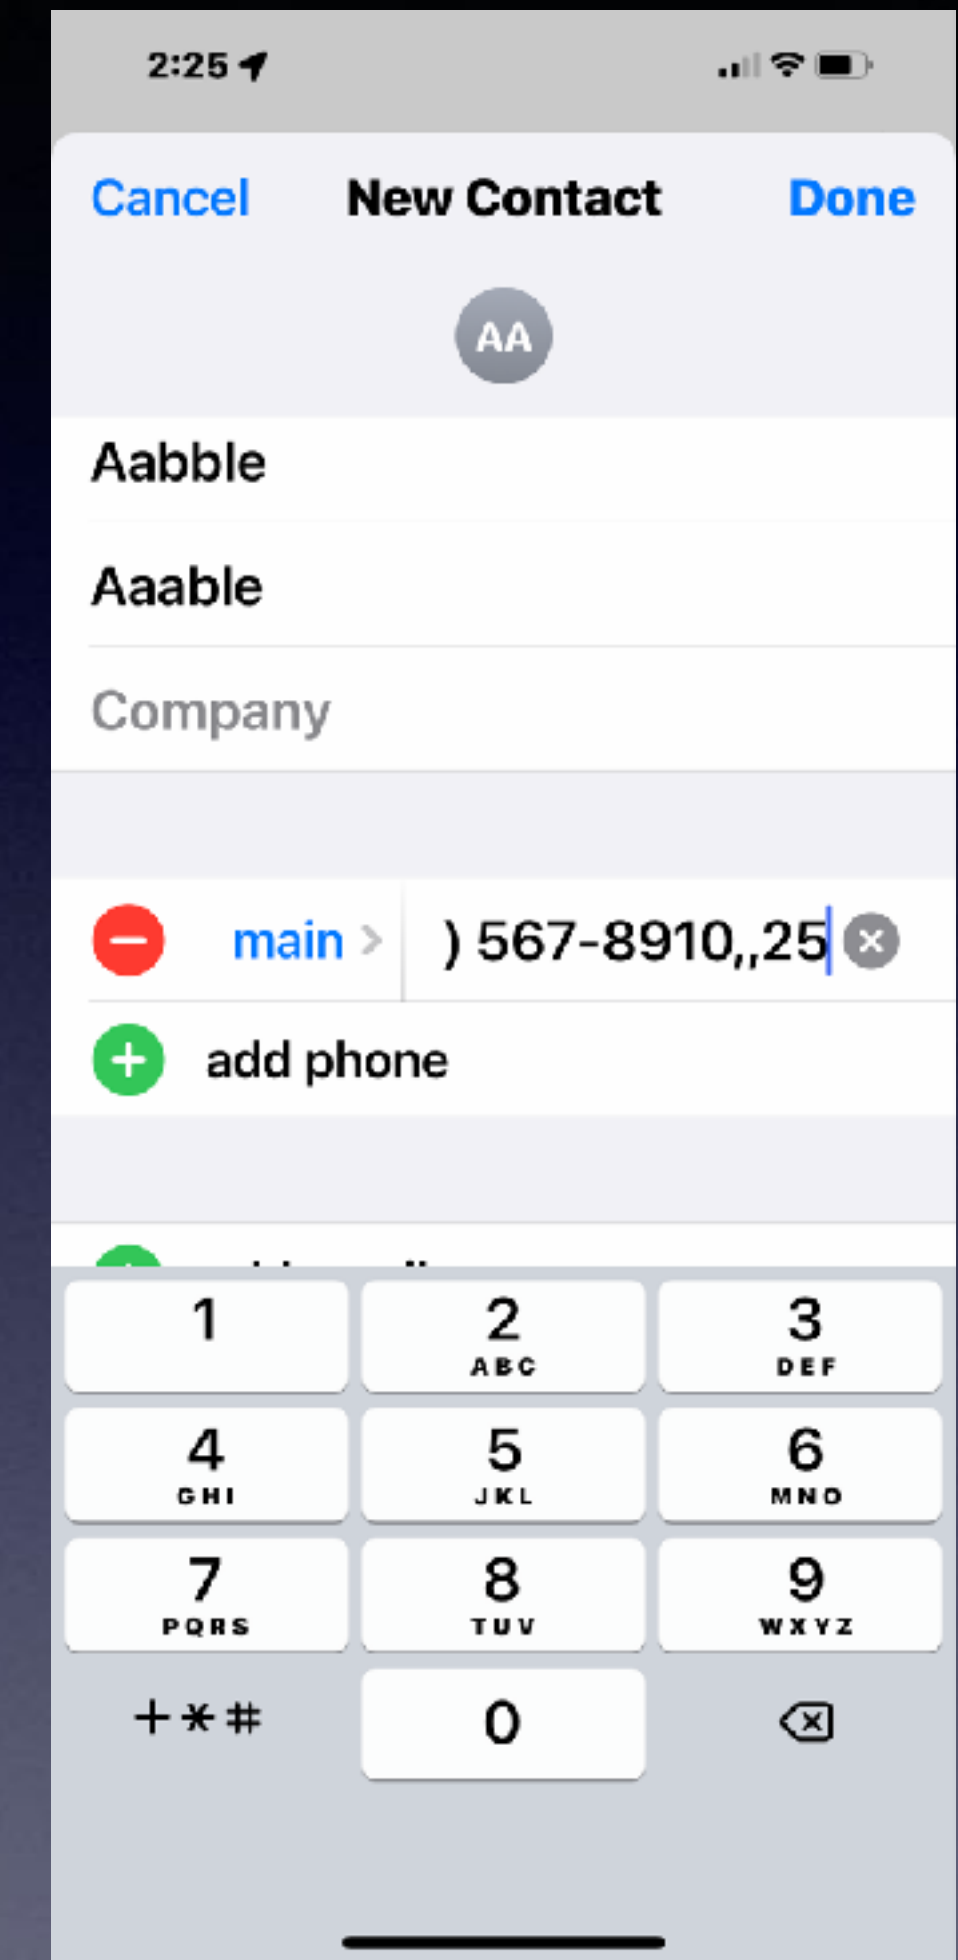 2:25
Cancel New Contact Done
AA
Aabble
Aaable
Company
main ) 567-8910,,25
add phone
1 2 3
ABC DEF
4 5 6
GHI JKL MNO
7 8 9
PQRS TUV WXYZ
+*# 0